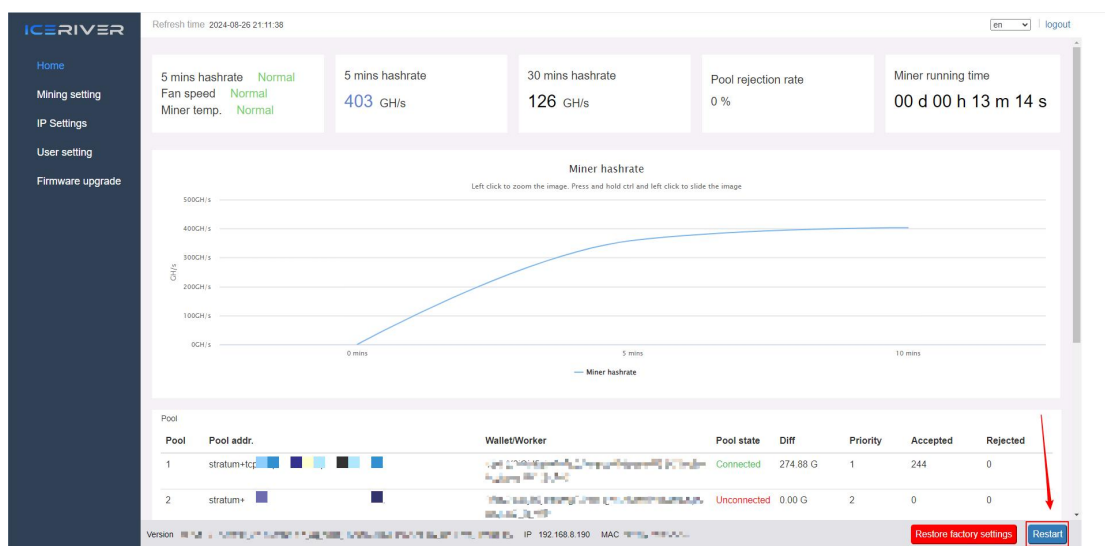 ICERIVER
Refresh time 2024-08-26 21:11:38
en
logout
Home
Mining setting
IP Settings
User setting
Firmware upgrade
5 mins hashrate Normal
Fan speed Normal
Miner temp. Normal
5 mins hashrate
403 GH/s
30 mins hashrate
126 GH/s
Pool rejection rate
0 %
Miner running time
00 d 00 h 13 m 14 s
Miner hashrate
Left click to zoom the image. Press and hold ctrl and left click to slide the image
500GH/s
400GH/s
300GH/s
200GH/s
100GH/s
0GH/s
GH/s
0 mins
5 mins
10 mins
Miner hashrate
Pool
Pool Pool addr. Wallet/Worker Pool state Diff Priority Accepted Rejected
1 stratum+tcp Connected 274.88 G 1 244 0
2 stratum+ Unconnected 0.00 G 2 0 0
Version IP 192.168.8.190 MAC
Restore factory settings
Restart